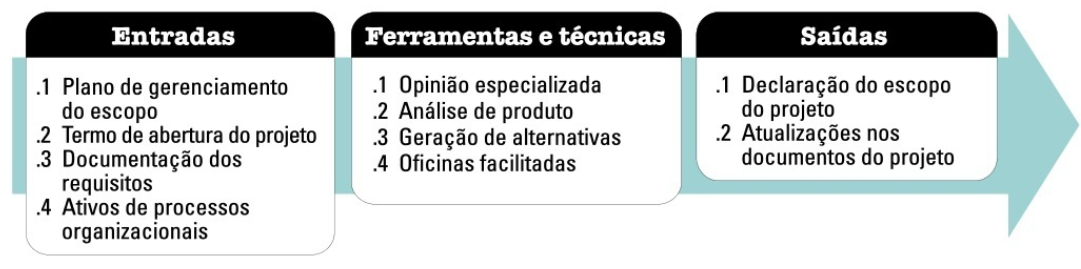 Entradas
.1 Plano de gerenciamento
do escopo
.2 Termo de abertura do projeto
.3 Documentação dos
requisitos
.4 Ativos de processos
organizacionais
Ferramentas e técnicas
.1 Opinião especializada
.2 Análise de produto
.3 Geração de alternativas
.4 Oficinas facilitadas
Saídas
.1 Declaração do escopo
do projeto
.2 Atualizações nos
documentos do projeto